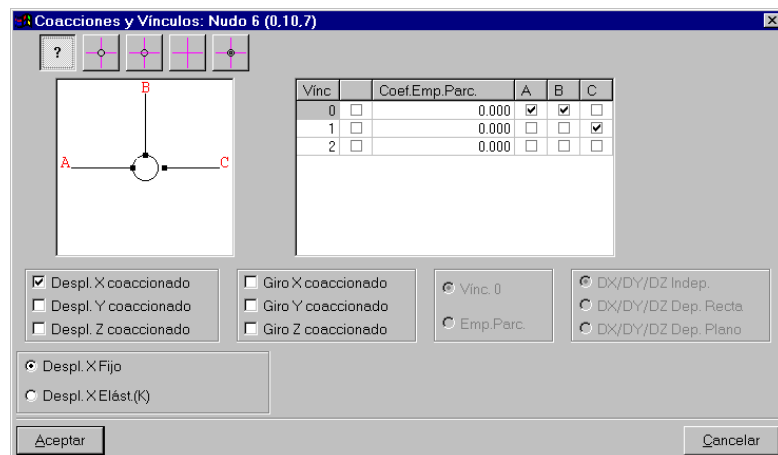 Coacciones y Vínculos: Nudo 6 (0,10,7)
?
B
A
C
Vínc Coef.Emp.Parc. A B C
0 0.000
1 0.000
2 0.000
Despl. X coaccionado
Despl. Y coaccionado
Despl. Z coaccionado
Giro X coaccionado
Giro Y coaccionado
Giro Z coaccionado
Vínc. 0
Emp.Parc.
DX/DY/DZ Indep.
DX/DY/DZ Dep. Recta
DX/DY/DZ Dep. Plano
Despl. X Fijo
Despl. X Elást.(K)
Aceptar
Cancelar